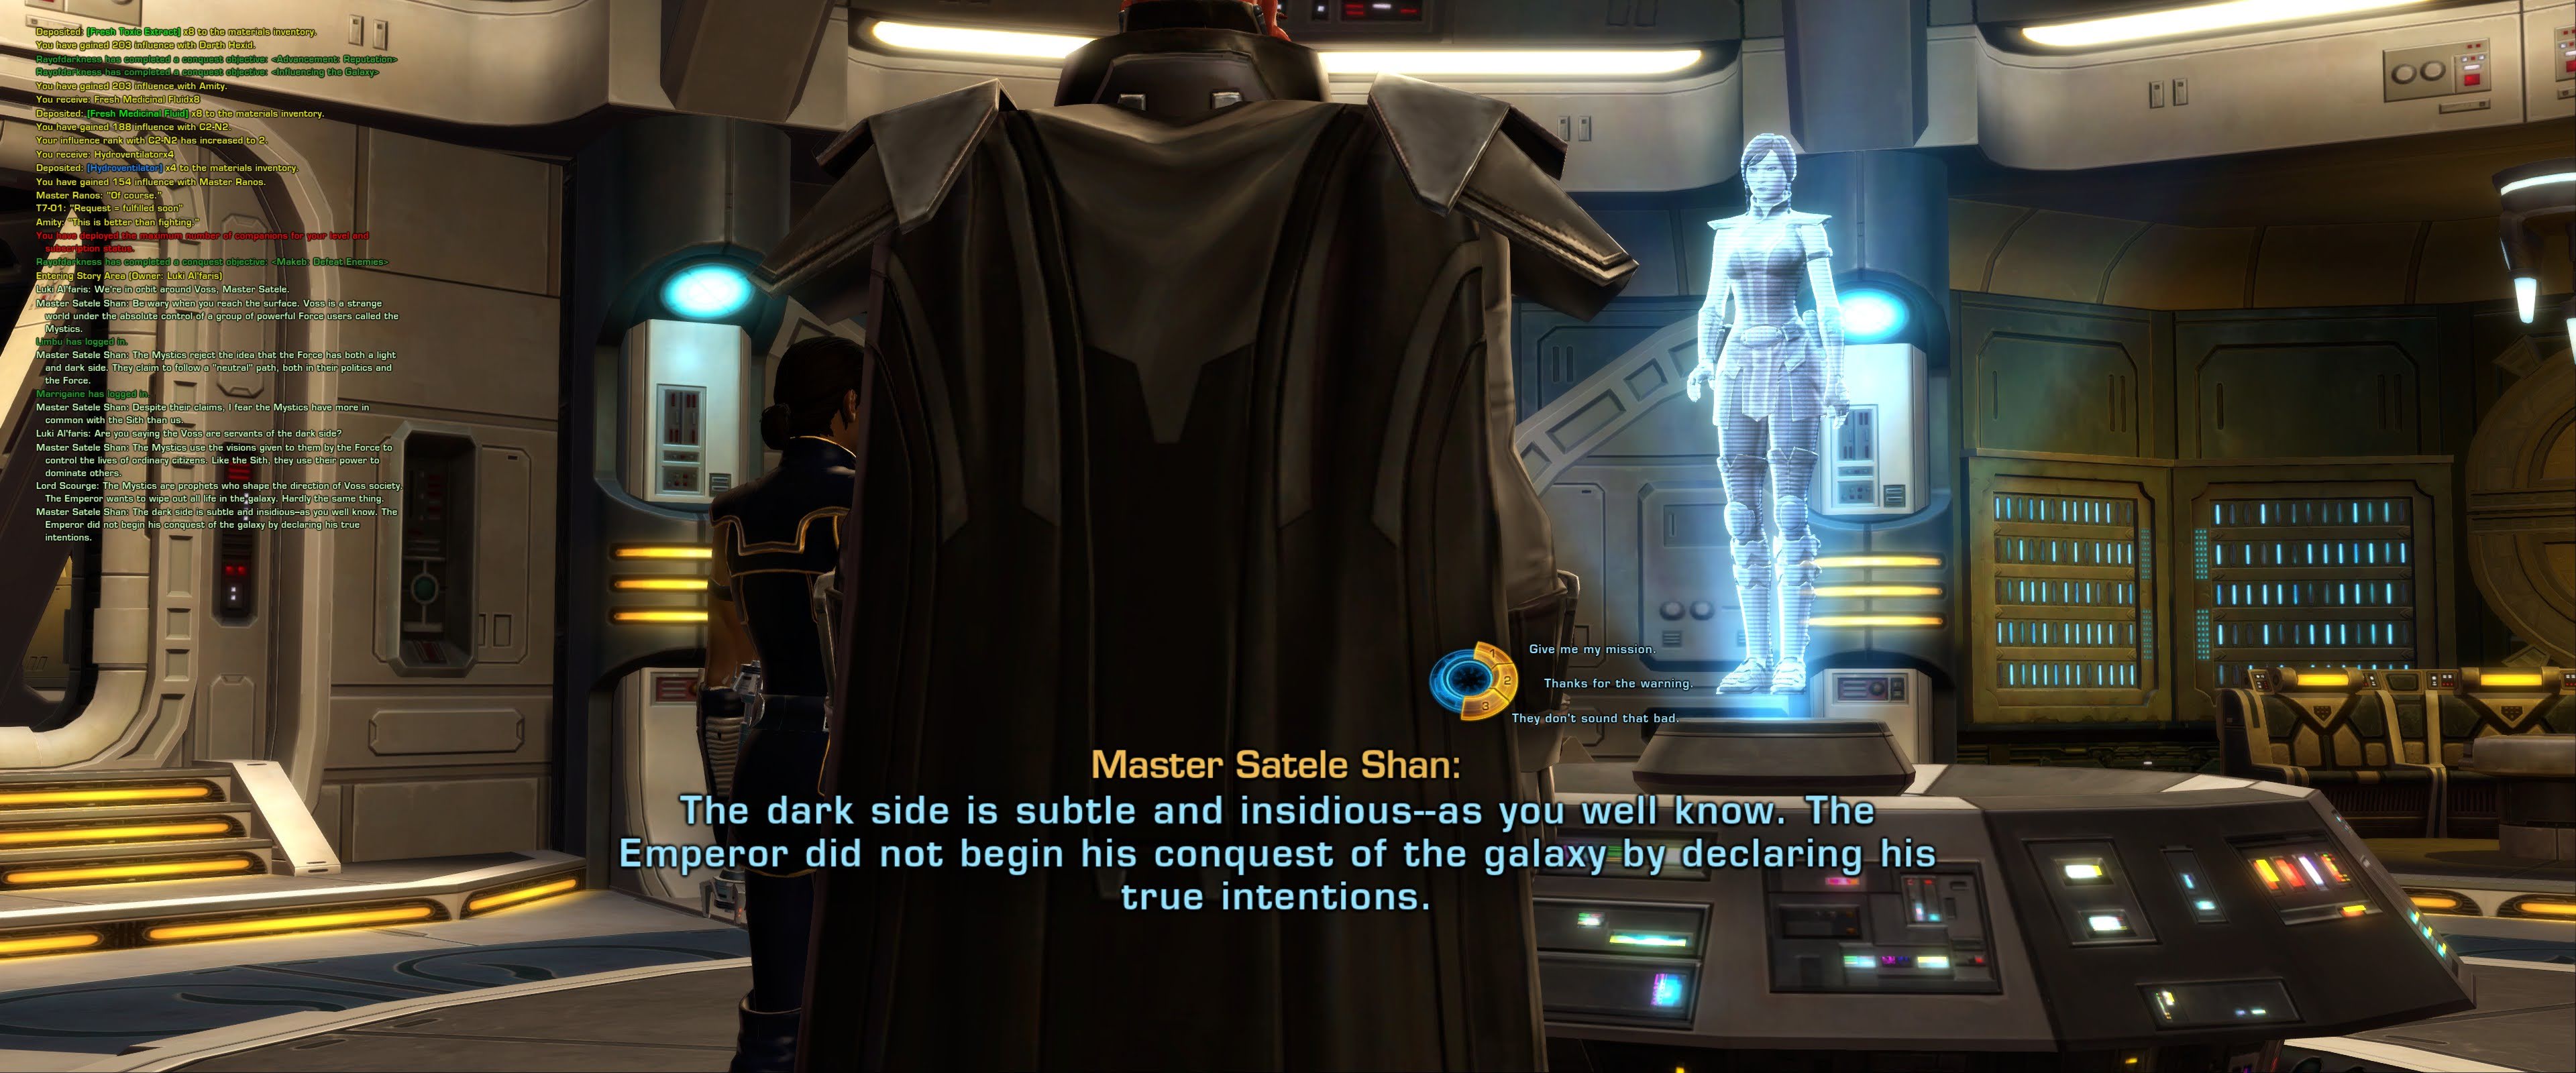 Deposited: [Fresh Toxic Extract] x8 to the materials inventory.
You have gained 203 influence with Darth Hexid.
Rayofdarkness has completed a conquest objective: <Advancement: Reputation>
Rayofdarkness has completed a conquest objective: <Influencing the Galaxy>
You have gained 203 influence with Amity.
You receive: Fresh Medicinal Fluidx8
Deposited: [Fresh Medicinal Fluid] x8 to the materials inventory.
You have gained 188 influence with C2-N2.
Your influence rank with C2-N2 has increased to 2.
You receive: Hydroventilatorx4
Deposited: [Hydroventilator] x4 to the materials inventory.
You have gained 154 influence with Master Ranos.
Master Ranos: "Of course."
T7-01: "Request = fulfilled soon"
Amity: "This is better than fighting."
You have deployed the maximum number of companions for your level and
subscription status.
Rayofdarkness has completed a conquest objective: <Makeb: Defeat Enemies>
Entering Story Area (Owner: Luki Al'faris)
Luki Al'faris: We're in orbit around Voss, Master Satele.
Master Satele Shan: Be wary when you reach the surface. Voss is a strange
world under the absolute control of a group of powerful Force users called the
Mystics.
Limbu has logged in.
Master Satele Shan: The Mystics reject the idea that the Force has both a light
and dark side. They claim to follow a "neutral" path, both in their politics and
the Force.
Marrigaine has logged in.
Master Satele Shan: Despite their claims, I fear the Mystics have more in
common with the Sith than us.
Luki Al'faris: Are you saying the Voss are servants of the dark side?
Master Satele Shan: The Mystics use the visions given to them by the Force to
control the lives of ordinary citizens. Like the Sith, they use their power to
dominate others.
Lord Scourge: The Mystics are prophets who shape the direction of Voss society.
The Emperor wants to wipe out all life in the galaxy. Hardly the same thing.
Master Satele Shan: The dark side is subtle and insidious--as you well know. The
Emperor did not begin his conquest of the galaxy by declaring his true
intentions.
1 Give me my mission.
2 Thanks for the warning.
3 They don't sound that bad.
Master Satele Shan:
The dark side is subtle and insidious--as you well know. The
Emperor did not begin his conquest of the galaxy by declaring his
true intentions.